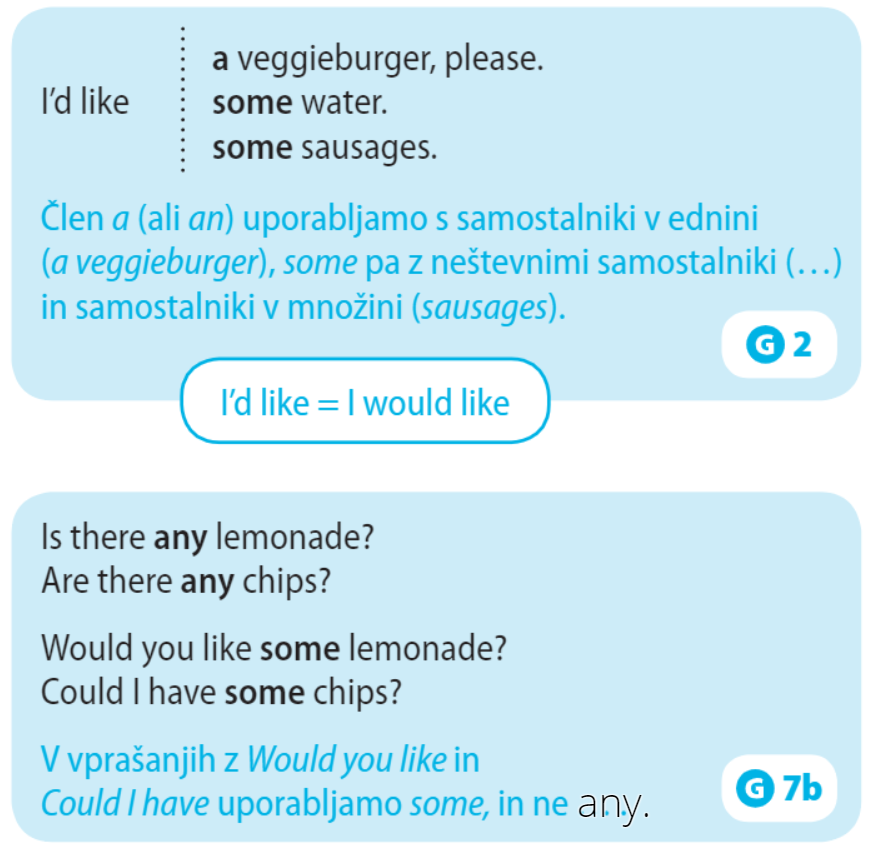 I'd like
a veggieburger, please.
some water.
some sausages.
Člen a (ali an) uporabljamo s samostalniki v ednini
(a veggieburger), some pa z neštevnimi samostalniki (…)
in samostalniki v množini (sausages).
G 2
I'd like = I would like
Is there any lemonade?
Are there any chips?
Would you like some lemonade?
Could I have some chips?
V vprašanjih z Would you like in
Could I have uporabljamo some, in ne any.
G 7b